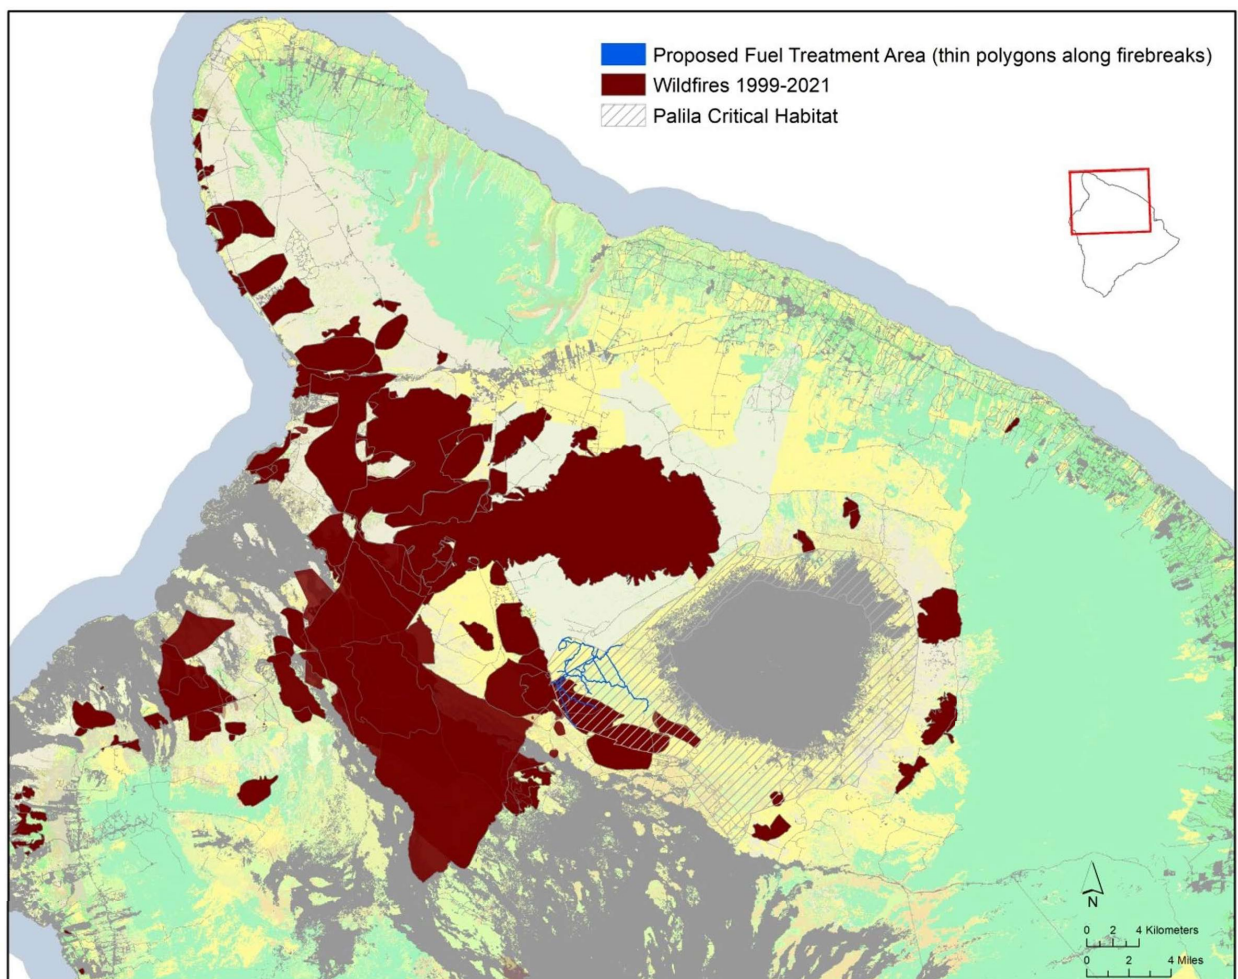 Proposed Fuel Treatment Area (thin polygons along firebreaks)
Wildfires 1999-2021
Palila Critical Habitat
N
0 2 4 Kilometers
0 2 4 Miles